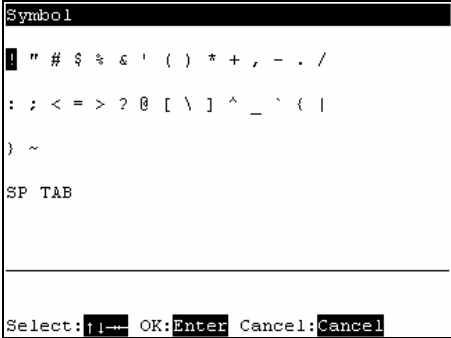 Symbol
! " # $ % & ' ( ) * + , - . /
: ; < = > ? @ [ \ ] ^ _ ` { |
} ~
SP TAB
Select:↑↓→← OK:Enter Cancel:Cancel